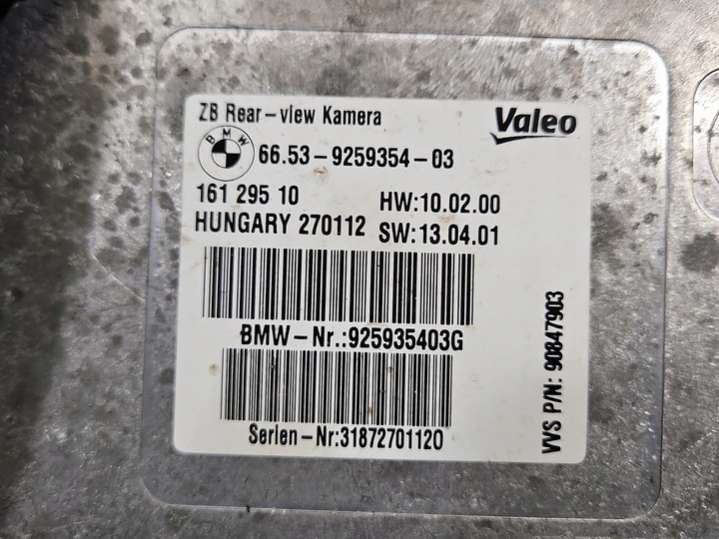 ZB Rear-view Kamera
Valeo
BMW
66.53-9259354-03
161 295 10
HW:10.02.00
HUNGARY 270112
SW:13.04.01
BMW-Nr.:925935403G
Serien-Nr:31872701120
VVS P/N: 90847903